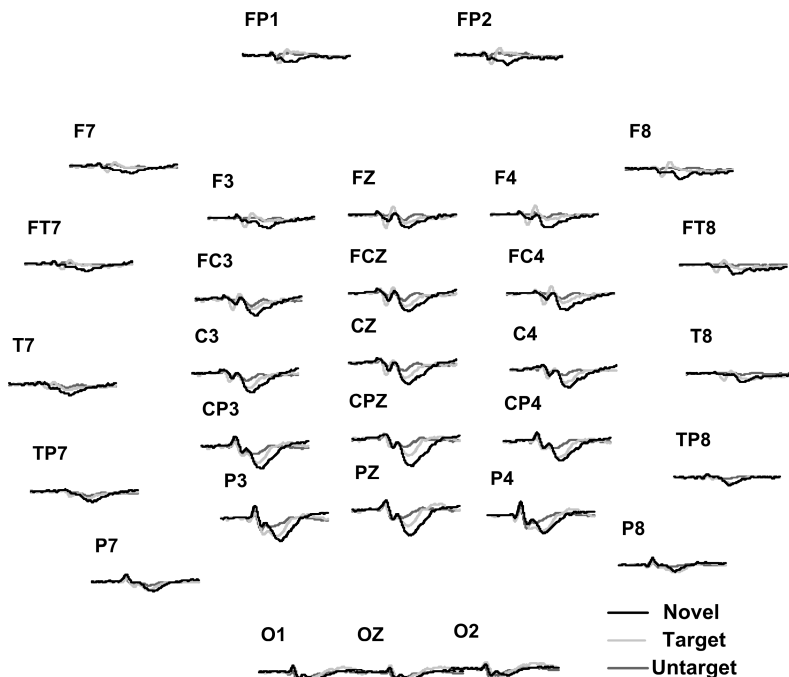 FP1 FP2
F7 F8
F3 FZ F4
FT7 FT8
FC3 FCZ FC4
T7 C3 CZ C4 T8
CP3 CPZ CP4
TP7 TP8
P3 PZ P4
P7 P8
O1 OZ O2
Novel
Target
Untarget